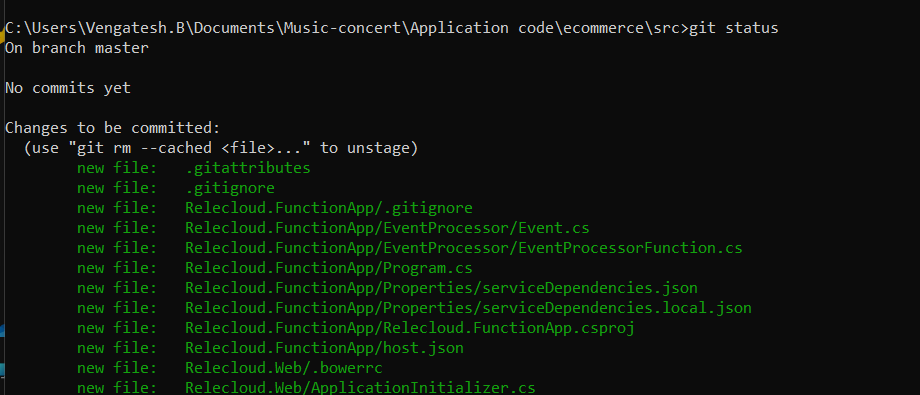 C:\Users\Vengatesh.B\Documents\Music-concert\Application code\ecommerce\src>git status
On branch master
No commits yet
Changes to be committed:
(use "git rm --cached <file>..." to unstage)
new file: .gitattributes
new file: .gitignore
new file: Relecloud.FunctionApp/.gitignore
new file: Relecloud.FunctionApp/EventProcessor/Event.cs
new file: Relecloud.FunctionApp/EventProcessor/EventProcessorFunction.cs
new file: Relecloud.FunctionApp/Program.cs
new file: Relecloud.FunctionApp/Properties/serviceDependencies.json
new file: Relecloud.FunctionApp/Properties/serviceDependencies.local.json
new file: Relecloud.FunctionApp/Relecloud.FunctionApp.csproj
new file: Relecloud.FunctionApp/host.json
new file: Relecloud.Web/.bowerrc
new file: Relecloud.Web/ApplicationInitializer.cs